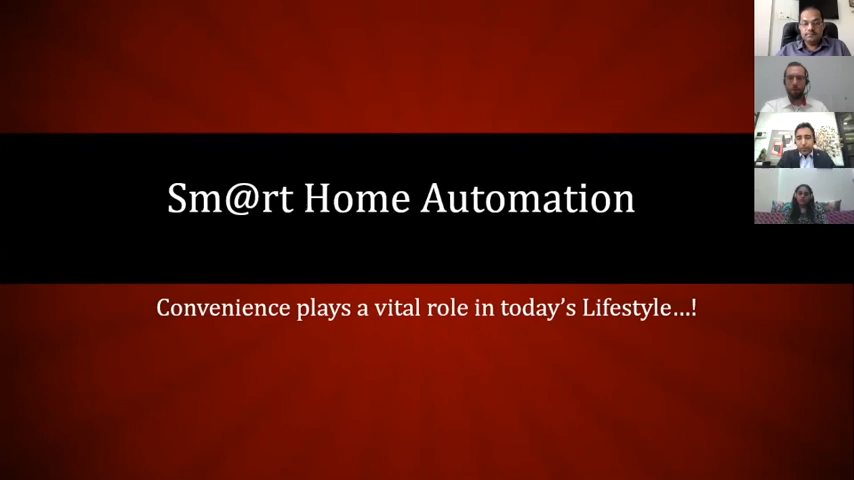 Sm@rt Home Automation
Convenience plays a vital role in today’s Lifestyle...!